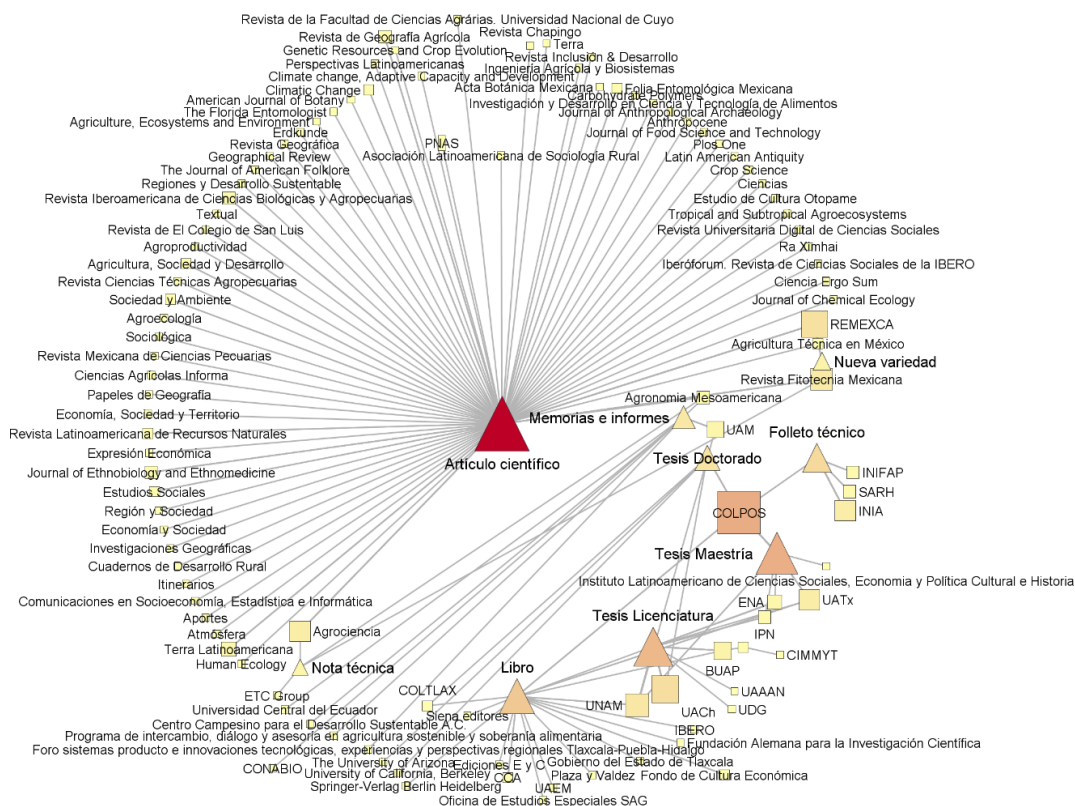 Revista de la Facultad de Ciencias Agrárias. Universidad Nacional de Cuyo
Revista Chapingo
Revista de Geografía Agrícola
Terra
Genetic Resources and Crop Evolution
Revista Inclusión & Desarrollo
Perspectivas Latinoamericanas
Ingeniería Agrícola y Biosistemas
Climate change, Adaptive Capacity and Development
Climatic Change
Acta Botánica Mexicana
Folia Entomológica Mexicana
Carbohydrate Polymers
American Journal of Botany
Investigación y Desarrollo en Ciencia y Tecnología de Alimentos
The Florida Entomologist
Journal of Anthropological Archaeology
Agriculture, Ecosystems and Environment
Anthropocene
Erdkunde
Journal of Food Science and Technology
Revista Geográfica
PNAS
Plos One
Geographical Review
Asociación Latinoamericana de Sociología Rural
Latin American Antiquity
The Journal of American Folklore
Crop Science
Regiones y Desarrollo Sustentable
Ciencias
Revista Iberoamericana de Ciencias Biológicas y Agropecuarias
Estudio de Cultura Otopame
Textual
Tropical and Subtropical Agroecosystems
Revista de El Colegio de San Luis
Revista Universitaria Digital de Ciencias Sociales
Agroproductividad
Ra Ximhai
Agricultura, Sociedad y Desarrollo
Iberóforum. Revista de Ciencias Sociales de la IBERO
Revista Ciencias Técnicas Agropecuarias
Ciencia Ergo Sum
Sociedad y Ambiente
Journal of Chemical Ecology
Agroecología
REMEXCA
Sociológica
Agricultura Técnica en México
Revista Mexicana de Ciencias Pecuarias
Nueva variedad
Ciencias Agrícolas Informa
Revista Fitotecnia Mexicana
Papeles de Geografía
Agronomía Mesoamericana
Economía, Sociedad y Territorio
Memorias e informes
Revista Latinoamericana de Recursos Naturales
UAM
Folleto técnico
Expresión Económica
Tesis Doctorado
Artículo científico
Journal of Ethnobiology and Ethnomedicine
INIFAP
Estudios Sociales
SARH
Región y Sociedad
COLPOS
INIA
Economía y Sociedad
Investigaciones Geográficas
Tesis Maestría
Cuadernos de Desarrollo Rural
Instituto Latinoamericano de Ciencias Sociales, Economia y Política Cultural e Historia
Itinerarios
Comunicaciones en Socioeconomía, Estadística e Informática
ENA
UATx
Aportes
Tesis Licenciatura
Atmósfera
Agrociencia
IPN
Terra Latinoamericana
CIMMYT
Human Ecology
Nota técnica
Libro
BUAP
ETC Group
COLTLAX
UAAAN
Universidad Central del Ecuador
Siena editores
UNAM
UACh
UDG
Centro Campesino para el Desarrollo Sustentable A.C.
IBERO
Programa de intercambio, diálogo y asesoría en agricultura sostenible y soberanía alimentaria
Fundación Alemana para la Investigación Científica
Foro sistemas producto e innovaciones tecnológicas, experiencias y perspectivas regionales Tlaxcala-Puebla-Hidalgo
The University of Arizona
Ediciones E y C
Gobierno del Estado de Tlaxcala
CONABIO
University of California, Berkeley
CCA
Plaza y Valdez
Fondo de Cultura Económica
Springer-Verlag Berlin Heidelberg
UAEM
Oficina de Estudios Especiales SAG